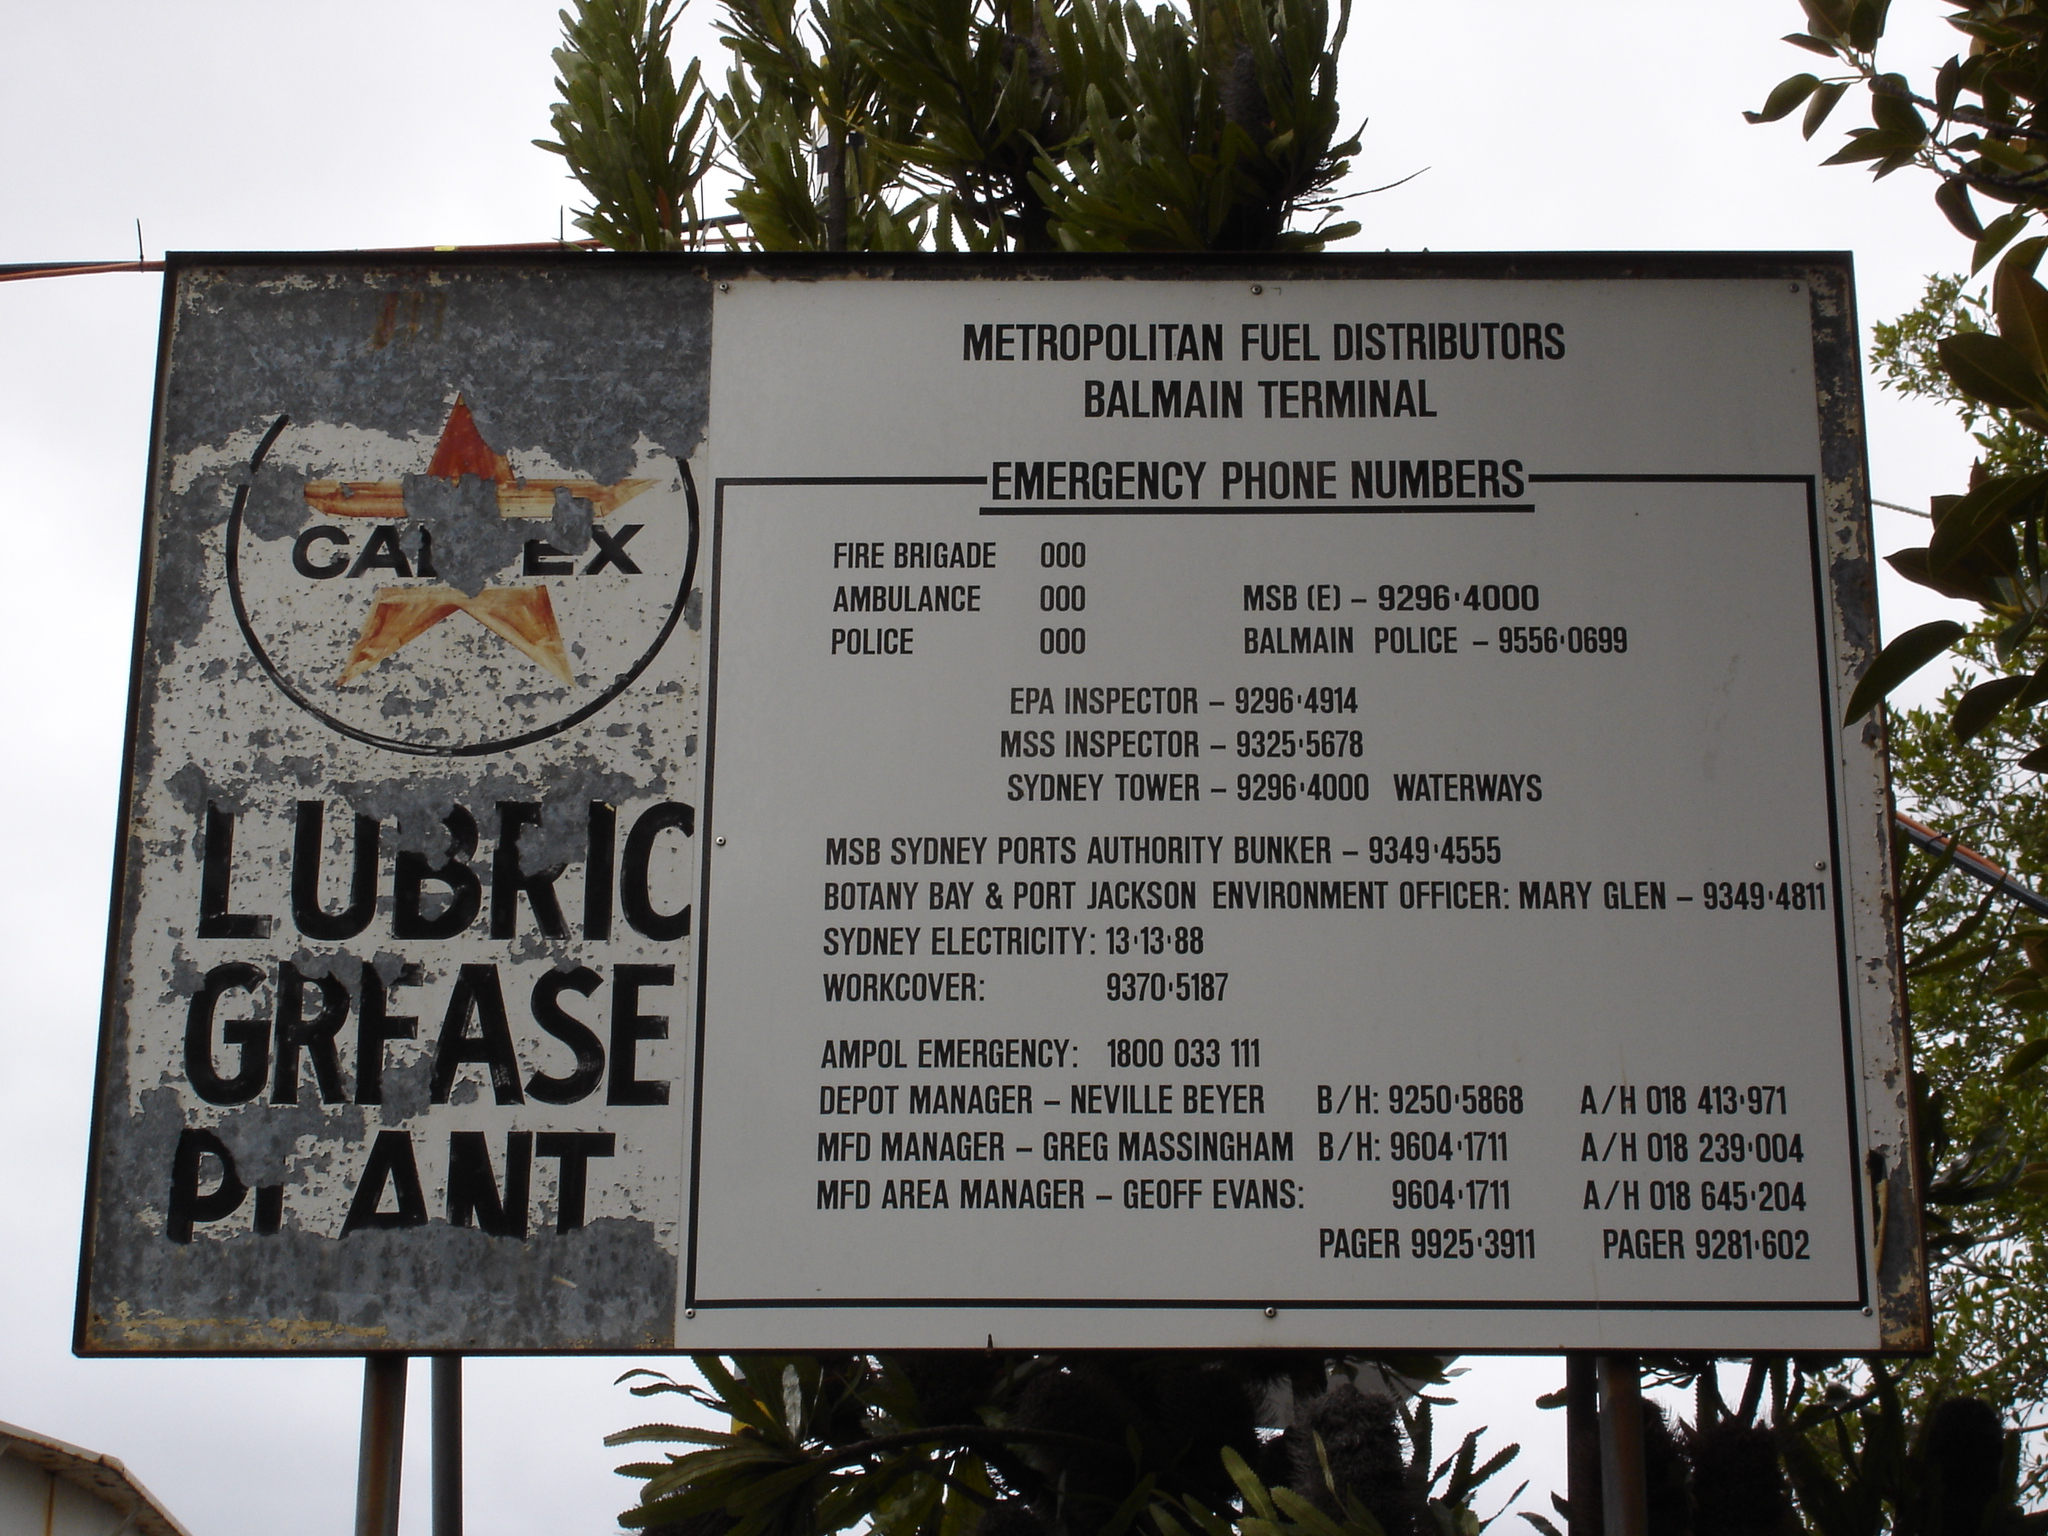 CALTEX
LUBRIC
GREASE
PLANT
METROPOLITAN FUEL DISTRIBUTORS
BALMAIN TERMINAL
EMERGENCY PHONE NUMBERS
FIRE BRIGADE 000
AMBULANCE 000 MSB (E) – 9296·4000
POLICE 000 BALMAIN POLICE – 9556·0699
EPA INSPECTOR – 9296·4914
MSS INSPECTOR – 9325·5678
SYDNEY TOWER – 9296·4000 WATERWAYS
MSB SYDNEY PORTS AUTHORITY BUNKER – 9349·4555
BOTANY BAY & PORT JACKSON ENVIRONMENT OFFICER: MARY GLEN – 9349·4811
SYDNEY ELECTRICITY: 13·13·88
WORKCOVER: 9370·5187
AMPOL EMERGENCY: 1800 033 111
DEPOT MANAGER – NEVILLE BEYER B/H: 9250·5868 A/H 018 413·971
MFD MANAGER – GREG MASSINGHAM B/H: 9604·1711 A/H 018 239·004
MFD AREA MANAGER – GEOFF EVANS: 9604·1711 A/H 018 645·204
PAGER 9925·3911 PAGER 9281·602